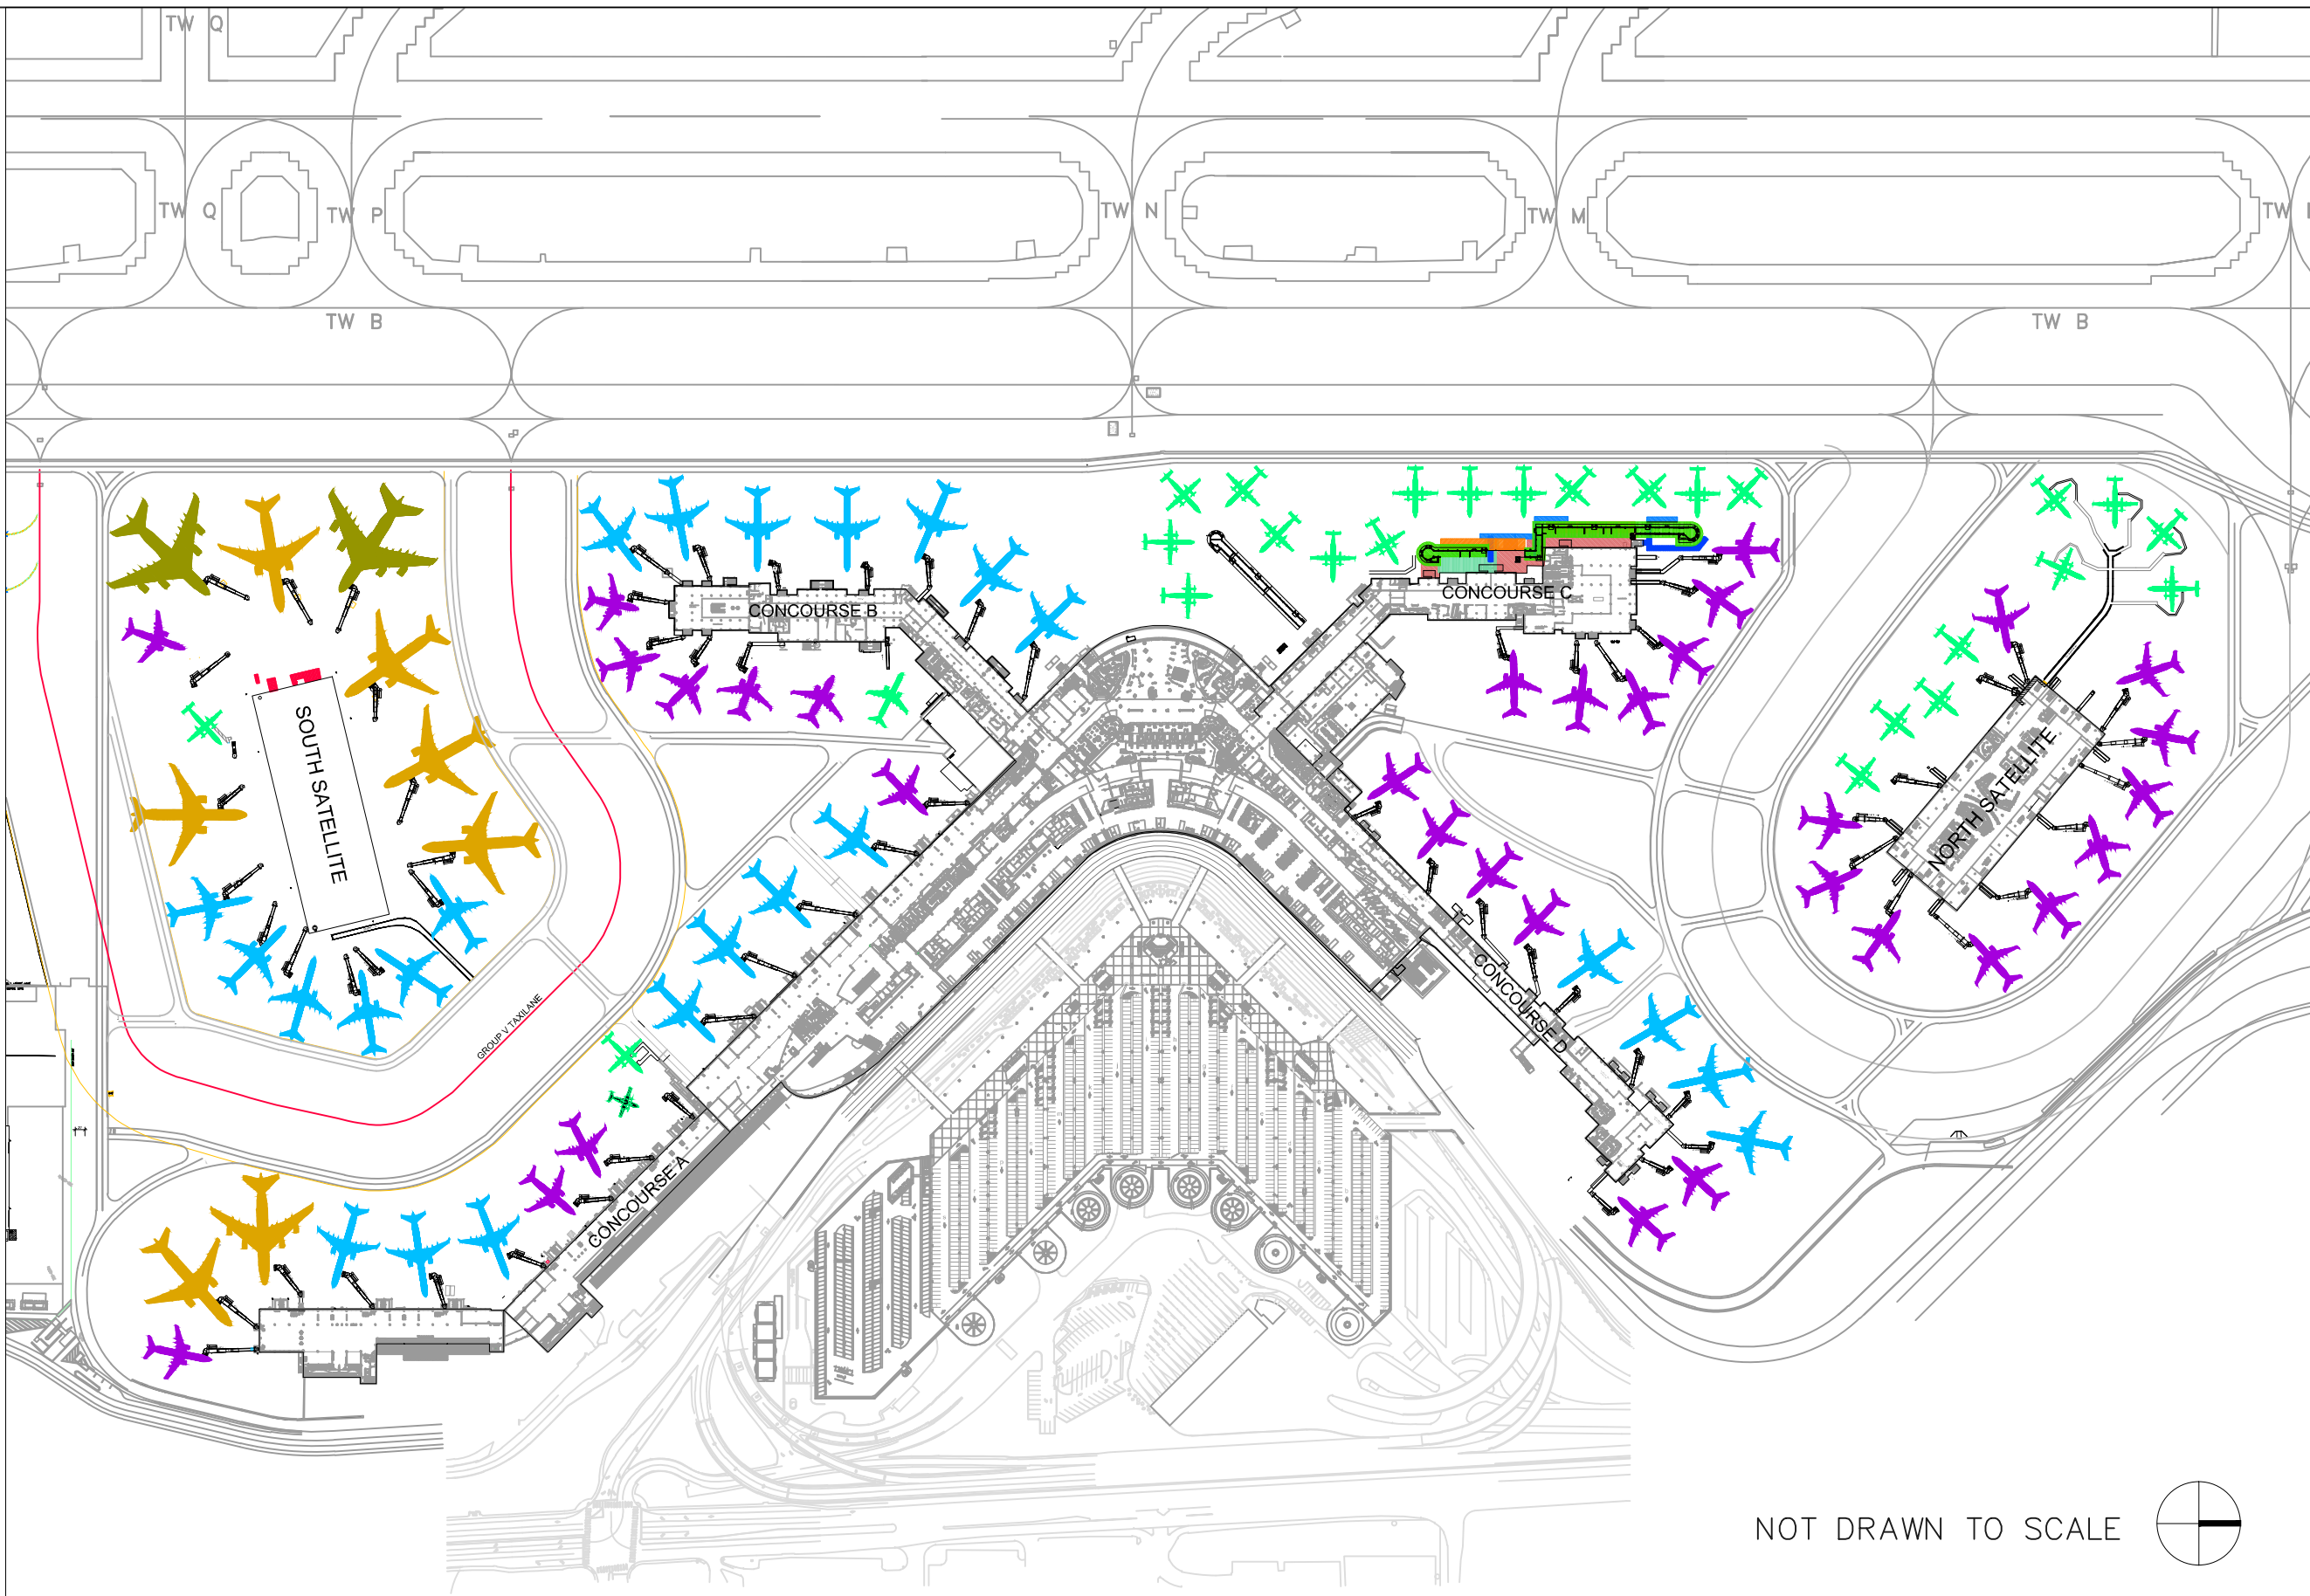 TW Q
TW Q
TW P
TW N
TW M
TW
TW B
TW B
CONCOURSE B
CONCOURSE C
SOUTH SATELLITE
NORTH SATELLITE
CONCOURSE D
GROUP V TAXILANE
CONCOURSE A
NOT DRAWN TO SCALE